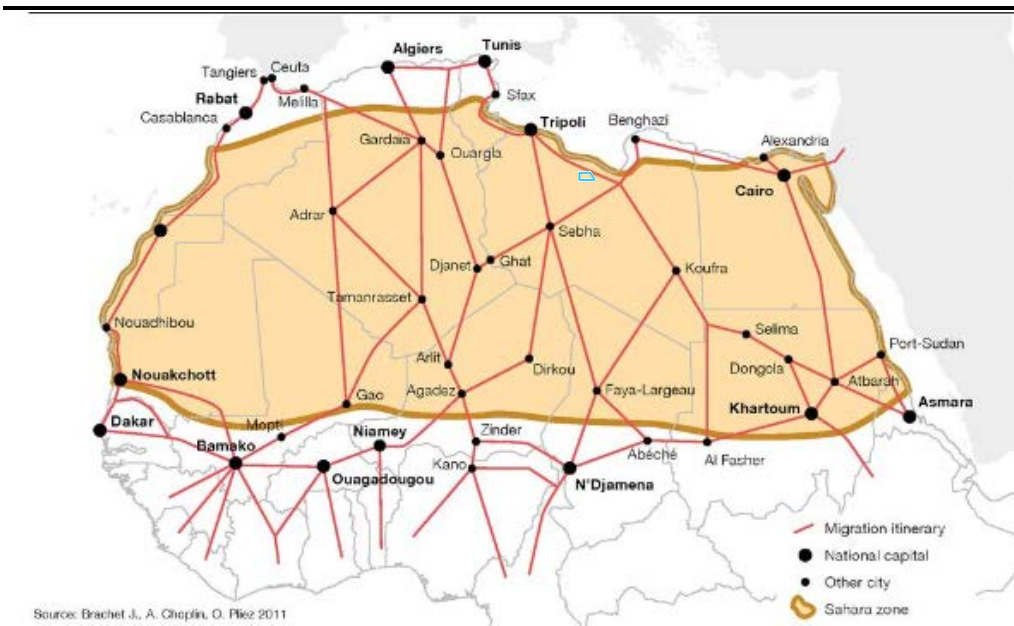 Algiers
Tunis
Tangiers
Ceuta
Melilla
Sfax
Rabat
Casablanca
Tripoli
Benghazi
Alexandria
Gardaia
Ouargla
Cairo
Adrar
Sebha
Djanet
Ghat
Koufra
Tamanrasset
Nouadhibou
Selima
Port-Sudan
Arlit
Dirkou
Dongola
Nouakchott
Agadez
Faya-Largeau
Atbarah
Gao
Khartoum
Asmara
Dakar
Mopti
Niamey
Zinder
Bamako
Abéché
Al Fasher
Kano
Ouagadougou
N'Djamena
Migration itinerary
National capital
Other city
Sahara zone
Source: Brachet J., A. Choplin, O. Pliez 2011